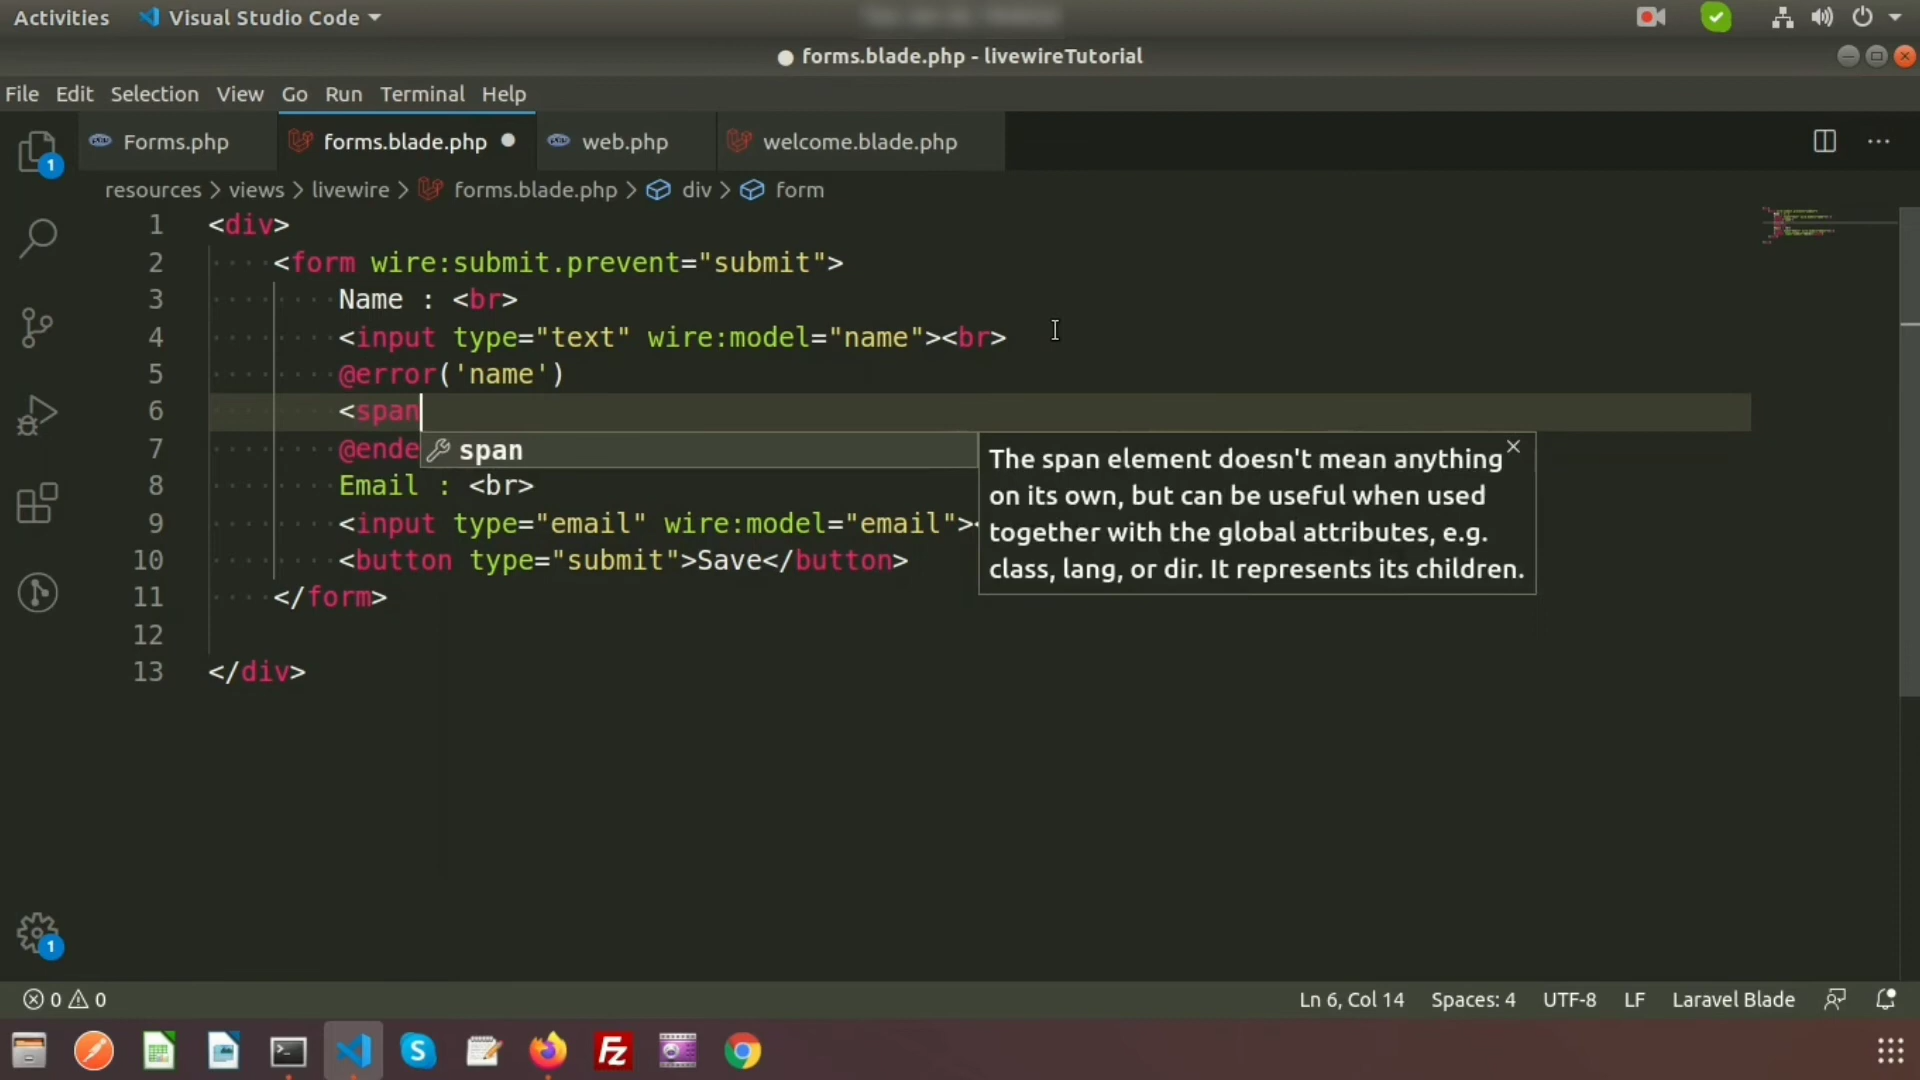 Activities Visual Studio Code
forms.blade.php - livewireTutorial
File Edit Selection View Go Run Terminal Help
Forms.php forms.blade.php web.php welcome.blade.php
resources > views > livewire > forms.blade.php > div > form
1 <div>
2 <form wire:submit.prevent="submit">
3 Name : <br>
4 <input type="text" wire:model="name"><br>
5 @error('name')
6 <span
7 @ende
span
8 Email : <br>
9 <input type="email" wire:model="email"><
10 <button type="submit">Save</button>
11 </form>
12
13 </div>
The span element doesn't mean anything
on its own, but can be useful when used
together with the global attributes, e.g.
class, lang, or dir. It represents its children.
1
1
0 0 Ln 6, Col 14 Spaces: 4 UTF-8 LF Laravel Blade
S
FZ